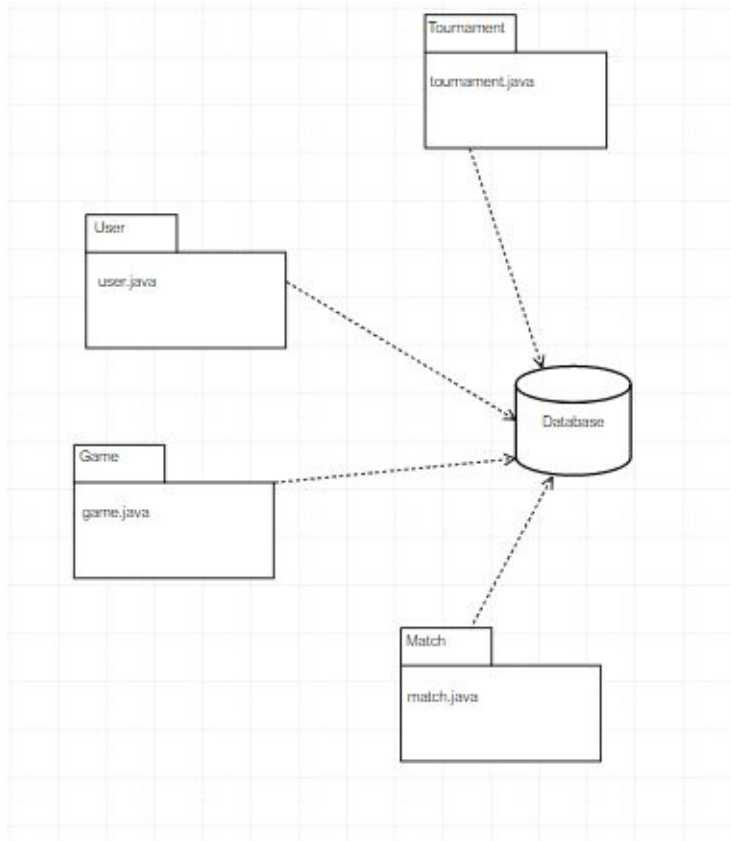 Tournament
tournament.java
User
user.java
Database
Game
game.java
Match
match.java